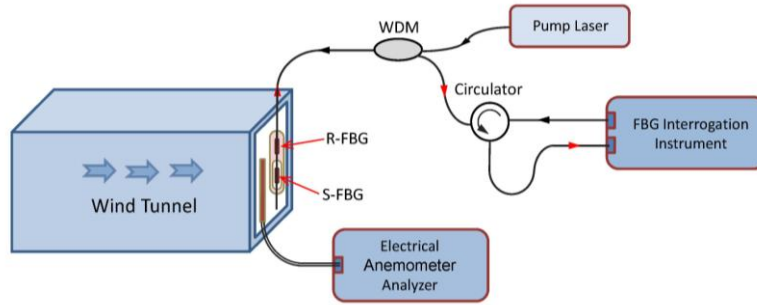 WDM
Pump Laser
Circulator
FBG Interrogation
Instrument
R-FBG
S-FBG
Wind Tunnel
Electrical
Anemometer
Analyzer